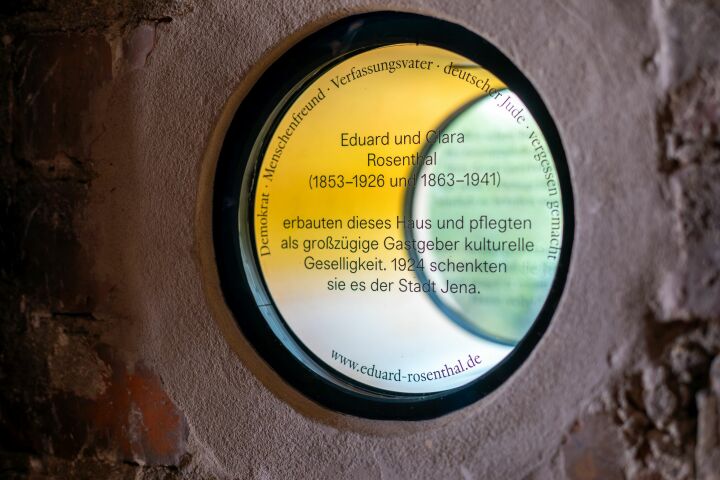 Demokrat · Menschenfreund · Verfassungsvater · deutscher Jude · vergessen gemacht
Eduard und Clara
Rosenthal
(1853–1926 und 1863–1941)
erbauten dieses Haus und pflegten
als großzügige Gastgeber kulturelle
Geselligkeit. 1924 schenkten
sie es der Stadt Jena.
www.eduard-rosenthal.de